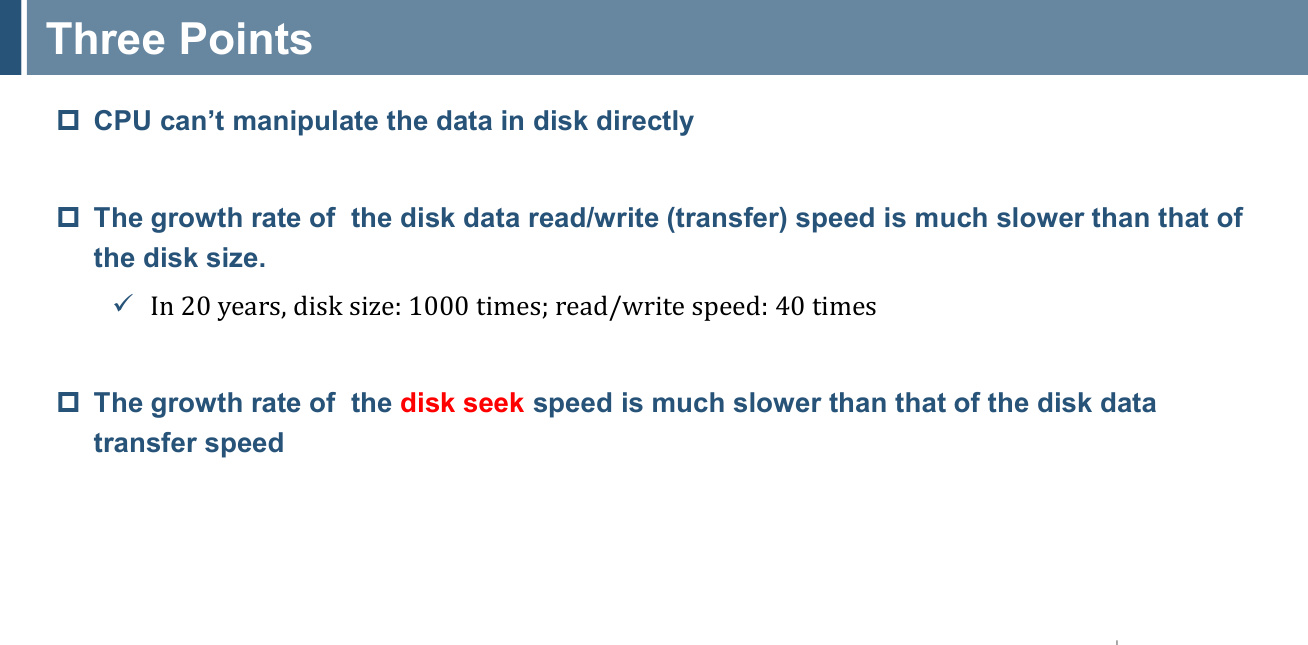 Three Points
CPU can’t manipulate the data in disk directly
The growth rate of  the disk data read/write (transfer) speed is much slower than that of
the disk size.
In 20 years, disk size: 1000 times; read/write speed: 40 times
The growth rate of  the disk seek speed is much slower than that of the disk data
transfer speed